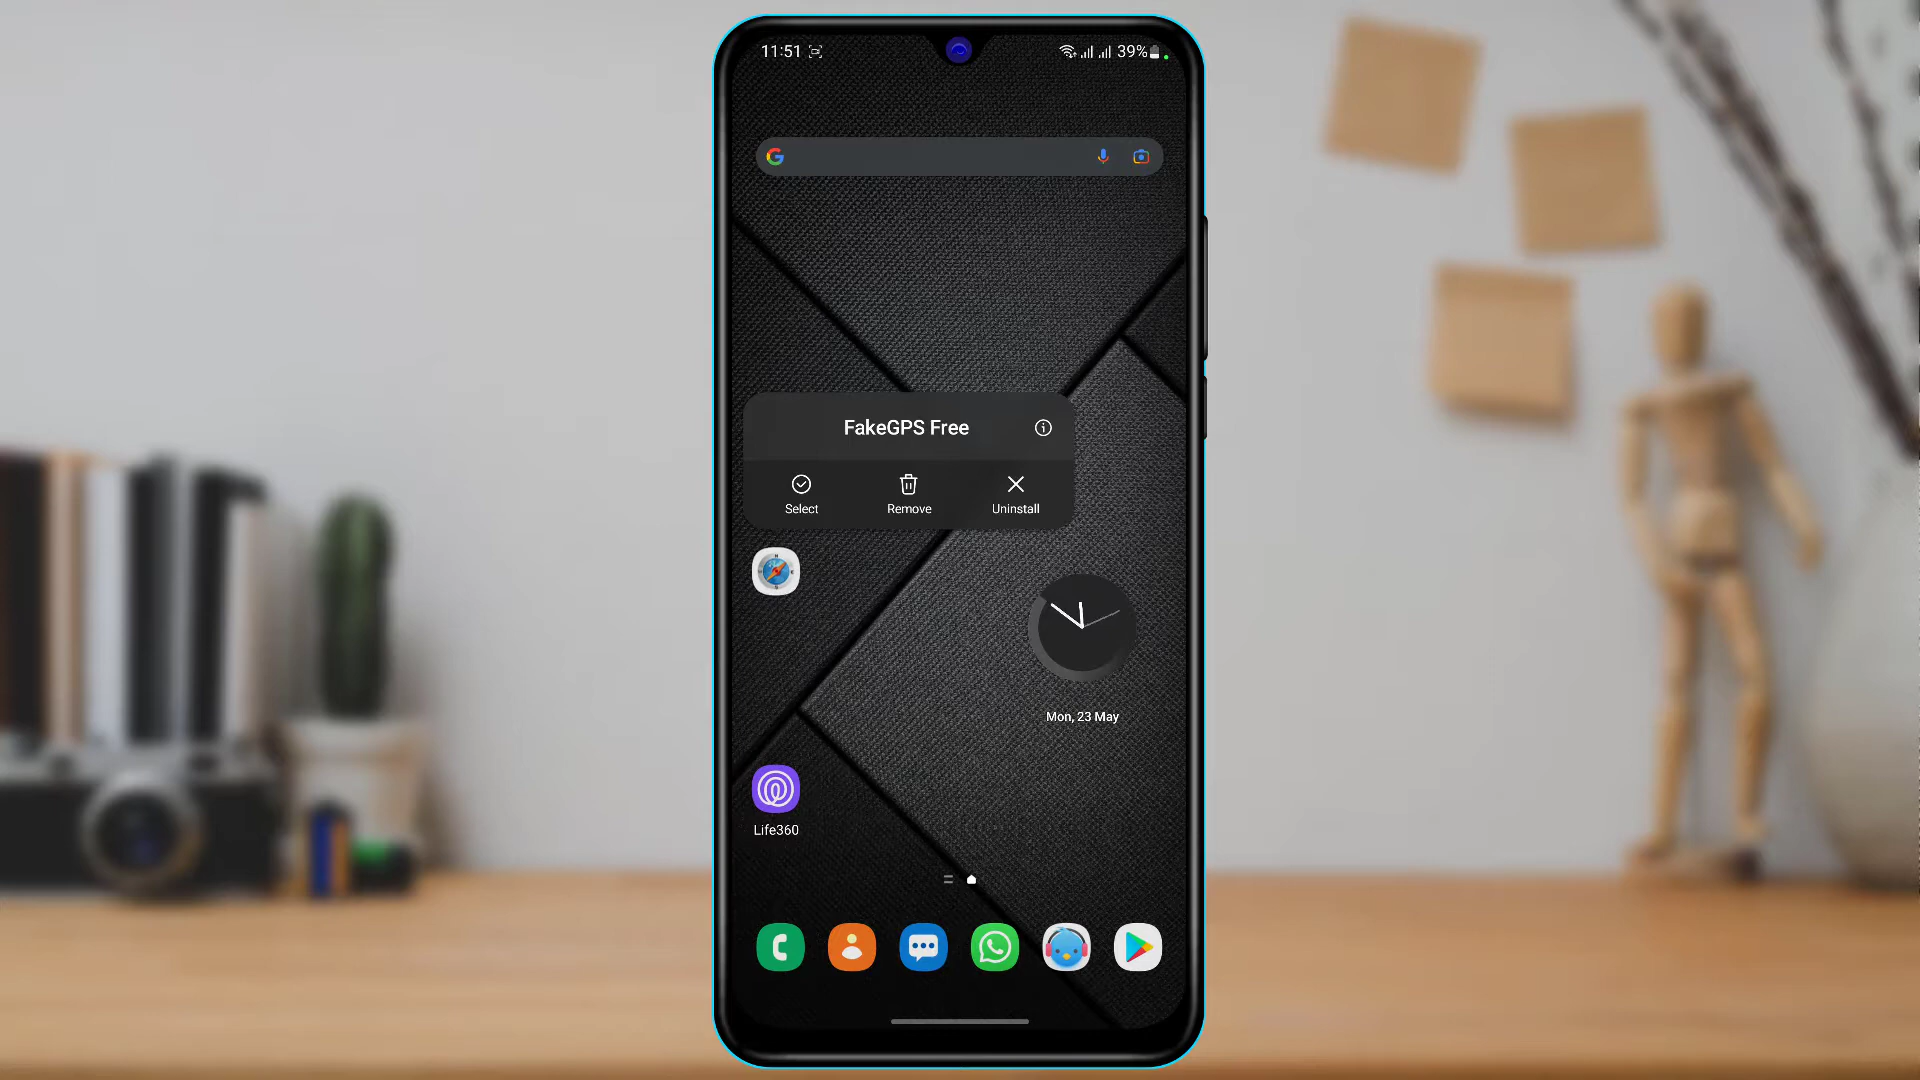 11:51
39%
FakeGPS Free
Select
Remove
Uninstall
Mon, 23 May
Life360